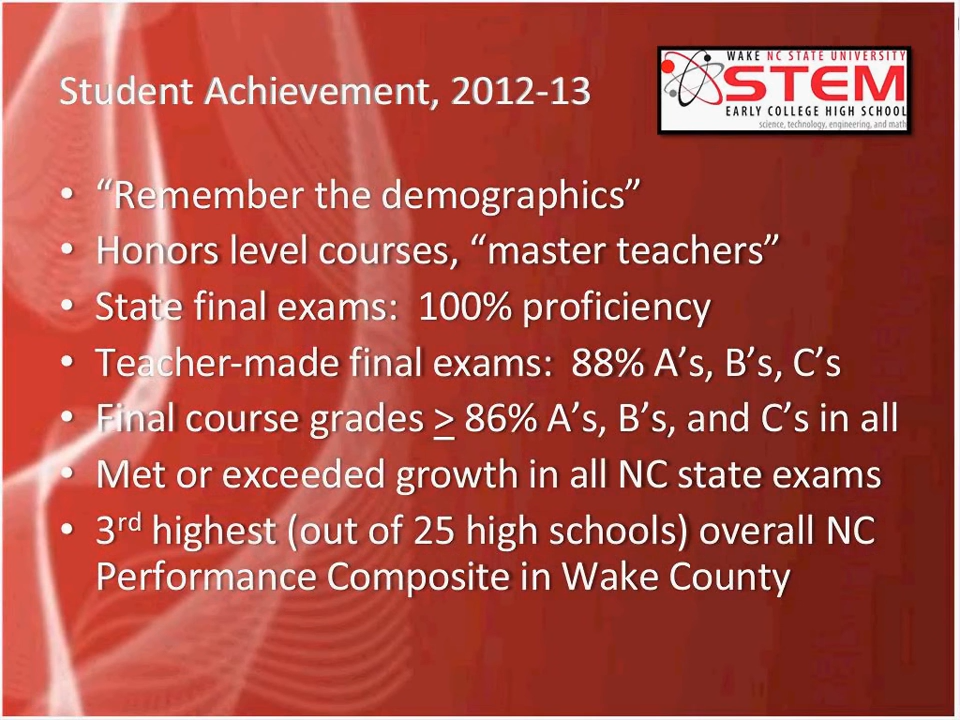 Student Achievement, 2012-13
WAKE NC STATE UNIVERSITY
STEM
EARLY COLLEGE HIGH SCHOOL
science, technology, engineering, and math
• “Remember the demographics”
• Honors level courses, “master teachers”
• State final exams: 100% proficiency
• Teacher-made final exams: 88% A’s, B’s, C’s
• Final course grades > 86% A’s, B’s, and C’s in all
• Met or exceeded growth in all NC state exams
• 3rd highest (out of 25 high schools) overall NC
Performance Composite in Wake County